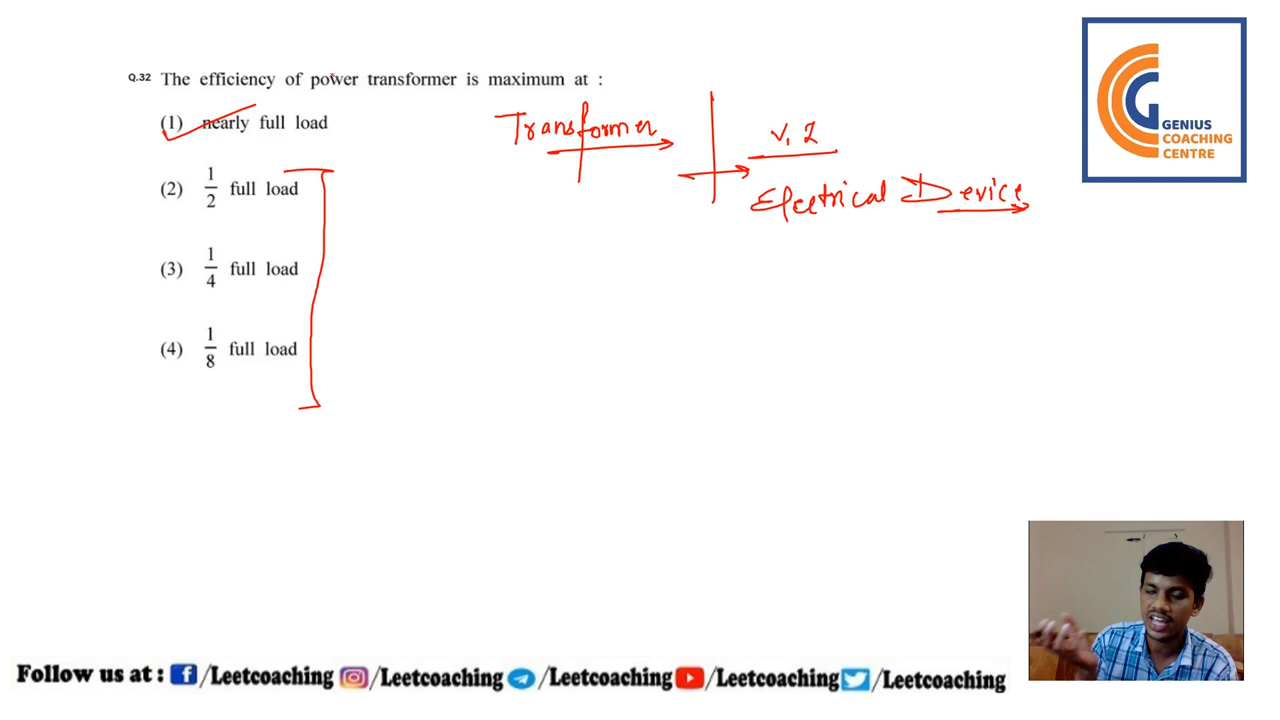 Q.32 The efficiency of power transformer is maximum at :
(1) nearly full load
(2) 1/2 full load
(3) 1/4 full load
(4) 1/8 full load
Transformer
V, I
Electrical Device
GENIUS
COACHING
CENTRE
Follow us at : /Leetcoaching /Leetcoaching /Leetcoaching /Leetcoaching /Leetcoaching